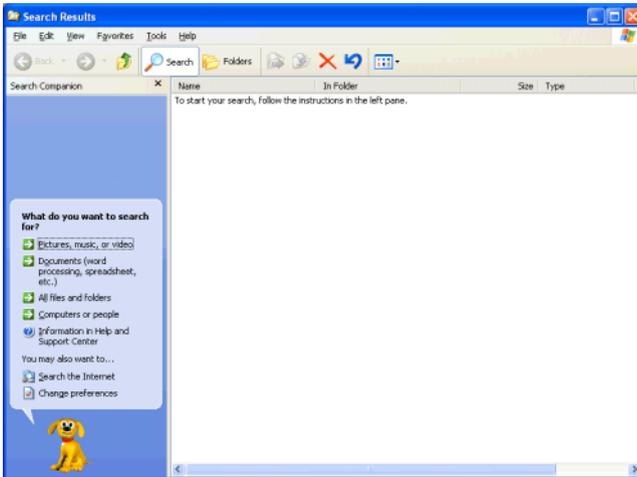 Search Results
File Edit View Favorites Tools Help
Back Search Folders
Search Companion
Name In Folder Size Type
To start your search, follow the instructions in the left pane.
What do you want to search
for?
Pictures, music, or video
Documents (word
processing, spreadsheet,
etc.)
All files and folders
Computers or people
Information in Help and
Support Center
You may also want to...
Search the Internet
Change preferences